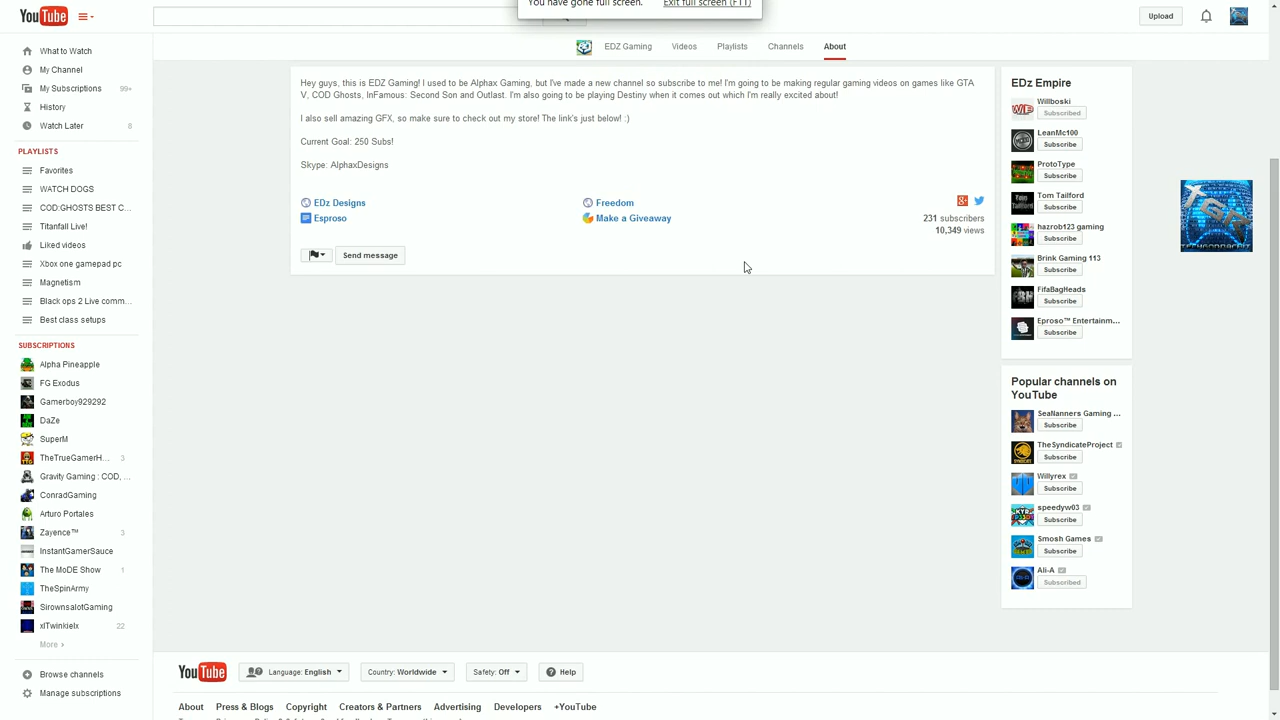 You have gone full screen. Exit full screen (F11)
YouTube
Upload
What to Watch
My Channel
My Subscriptions 99+
History
Watch Later 8
PLAYLISTS
Favorites
WATCH DOGS
COD:GHOSTS BEST C...
Titanfall Live!
Liked videos
Xbox one gamepad pc
Magnetism
Black ops 2 Live comm...
Best class setups
SUBSCRIPTIONS
Alpha Pineapple
FG Exodus
Gamerboy929292
DaZe
SuperM
TheTrueGamerH... 3
Gravity Gaming : COD, ...
ConradGaming
Arturo Portales
Zayence™ 3
InstantGamerSauce
The MoDE Show 1
TheSpinArmy
SirownsalotGaming
xITwinkieIx 22
More ›
Browse channels
Manage subscriptions
EDZ Gaming Videos Playlists Channels About
Hey guys, this is EDZ Gaming! I used to be Alphax Gaming, but I've made a new channel so subscribe to me! I'm going to be making regular gaming videos on games like GTA
V, COD Ghosts, InFamous: Second Son and Outlast. I'm also going to be playing Destiny when it comes out which I'm really excited about!
I also sell amazing GFX, so make sure to check out my store! The link's just below! :)
Current Goal: 250 Subs!
Skype: AlphaxDesigns
EDz Designs Freedom
Esproso Make a Giveaway
231 subscribers
10,349 views
Send message
EDz Empire
Willboski
Subscribed
LeanMc100
Subscribe
ProtoType
Subscribe
Tom Tailford
Subscribe
hazrob123 gaming
Subscribe
Brink Gaming 113
Subscribe
FifaBagHeads
Subscribe
Eproso™ Entertainm...
Subscribe
Popular channels on
YouTube
SeaNanners Gaming ...
Subscribe
TheSyndicateProject
Subscribe
Willyrex
Subscribe
speedyw03
Subscribe
Smosh Games
Subscribe
Ali-A
Subscribed
TGR
YouTube Language: English Country: Worldwide Safety: Off Help
About Press & Blogs Copyright Creators & Partners Advertising Developers +YouTube